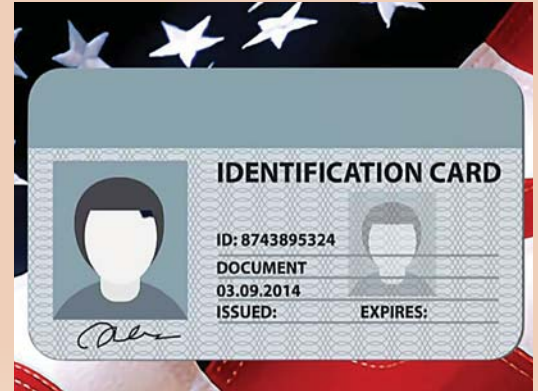 IDENTIFICATION CARD
ID: 8743895324
DOCUMENT
03.09.2014
ISSUED: EXPIRES: